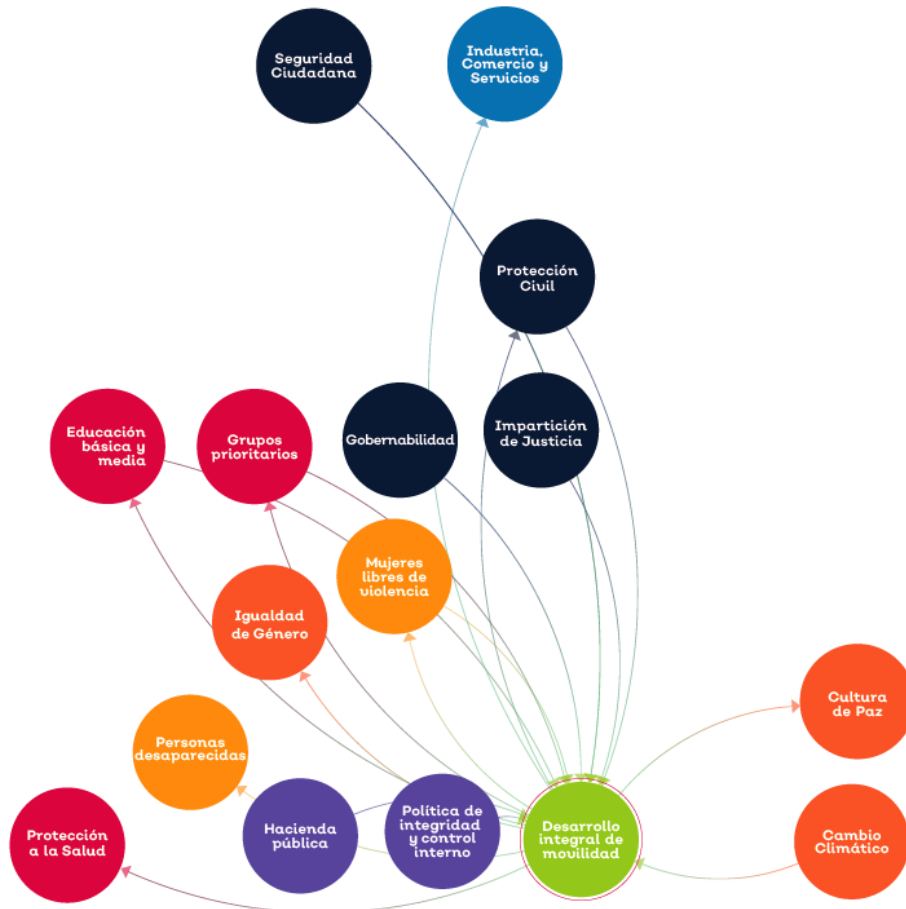 Seguridad
Ciudadana
Industria,
Comercio y
Servicios
Protección
Civil
Educación
básica y
media
Grupos
prioritarios
Gobernabilidad
Impartición
de Justicia
Mujeres
libres de
violencia
Igualdad
de Género
Cultura
de Paz
Personas
desaparecidas
Protección
a la Salud
Hacienda
pública
Política de
integridad
y control
interno
Desarrollo
integral de
movilidad
Cambio
Climático